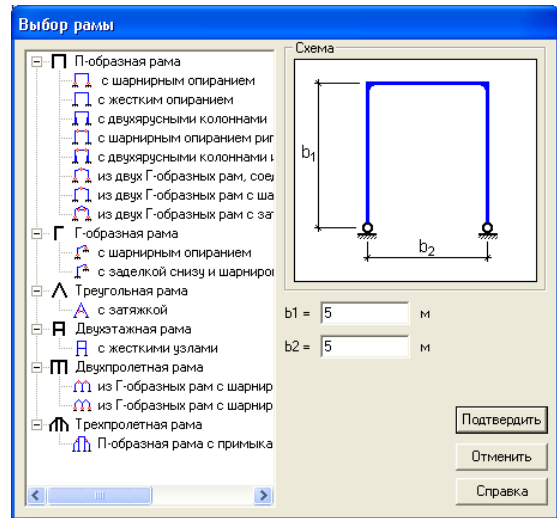 Выбор рамы
П-образная рама
с шарнирным опиранием
с жестким опиранием
с двухярусными колоннами
с шарнирным опиранием риг
с двухярусными колоннами и
из двух Г-образных рам, соед
из двух Г-образных рам с ша
из двух Г-образных рам с зат
Г-образная рама
с шарнирным опиранием
с заделкой снизу и шарниро
Треугольная рама
с затяжкой
Двухэтажная рама
с жесткими узлами
Двухпролетная рама
из Г-образных рам с шарнир
из Г-образных рам с шарнир
Трехпролетная рама
П-образная рама с примыка
Схема
b1
b2
b1 = 5 м
b2 = 5 м
Подтвердить
Отменить
Справка